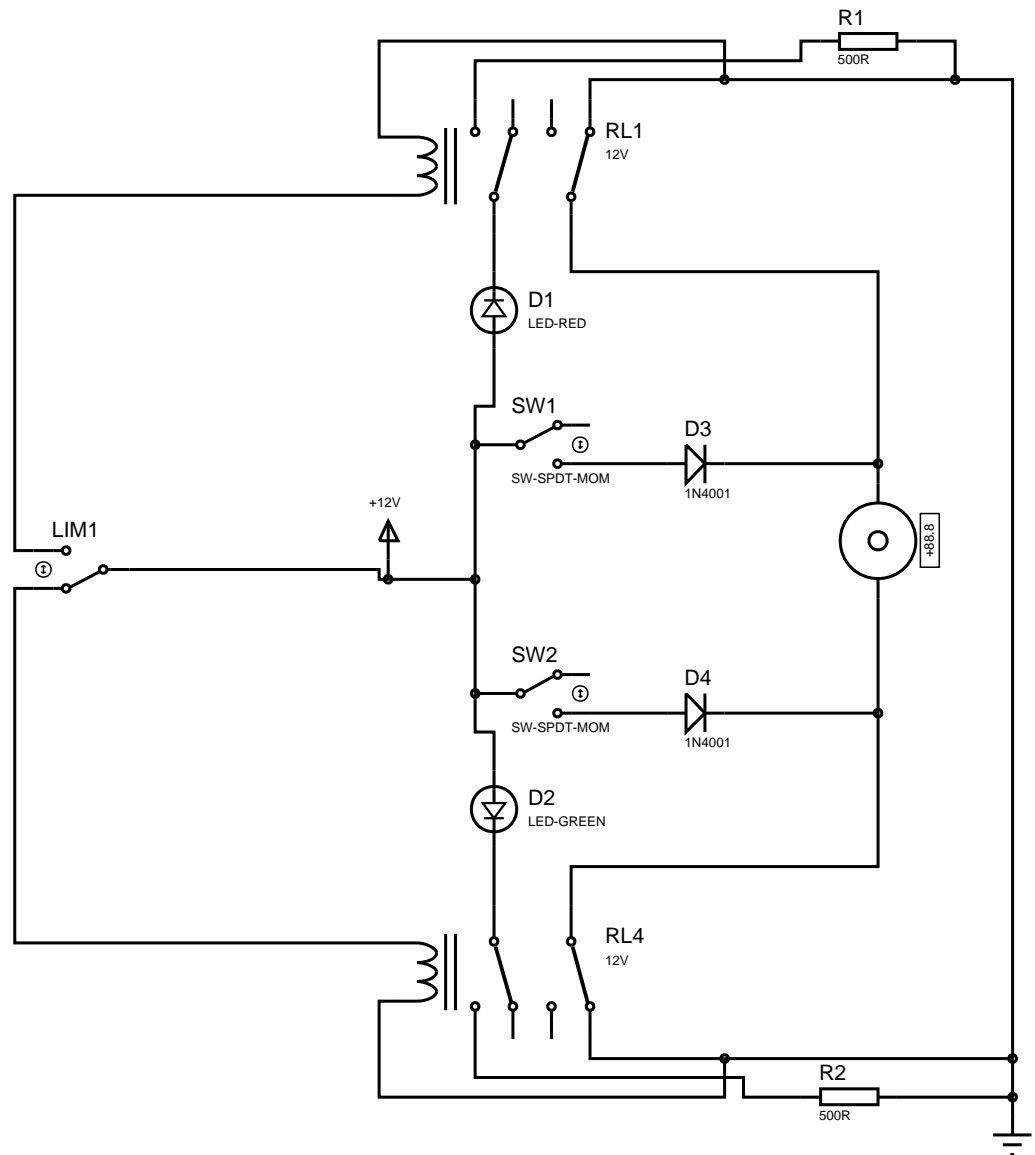 R1
500R
RL1
12V
D1
LED-RED
SW1
SW-SPDT-MOM
D3
1N4001
+12V
LIM1
+88.8
SW2
SW-SPDT-MOM
D4
1N4001
D2
LED-GREEN
RL4
12V
R2
500R